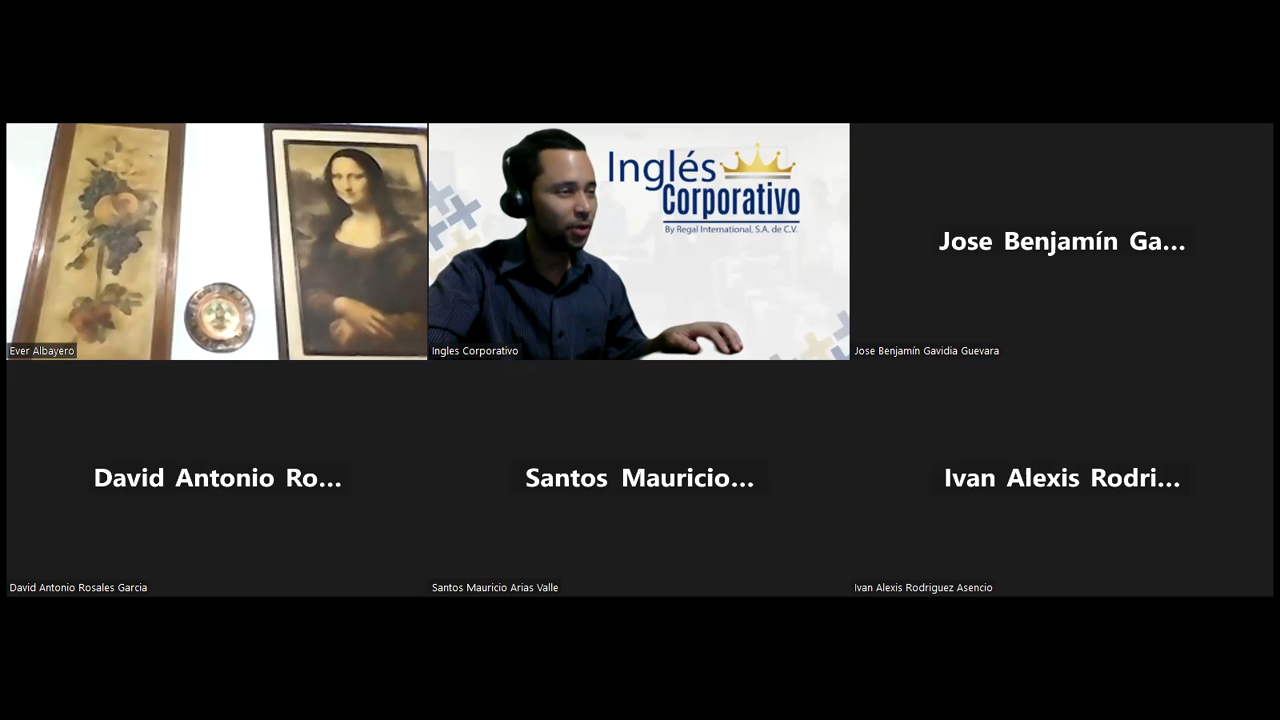 Ever Albayero
Inglés
Corporativo
By Regal International, S.A. de C.V.
Ingles Corporativo
Jose Benjamín Ga...
Jose Benjamín Gavidia Guevara
David Antonio Ro...
David Antonio Rosales Garcia
Santos Mauricio...
Santos Mauricio Arias Valle
Ivan Alexis Rodri...
Ivan Alexis Rodriguez Asencio